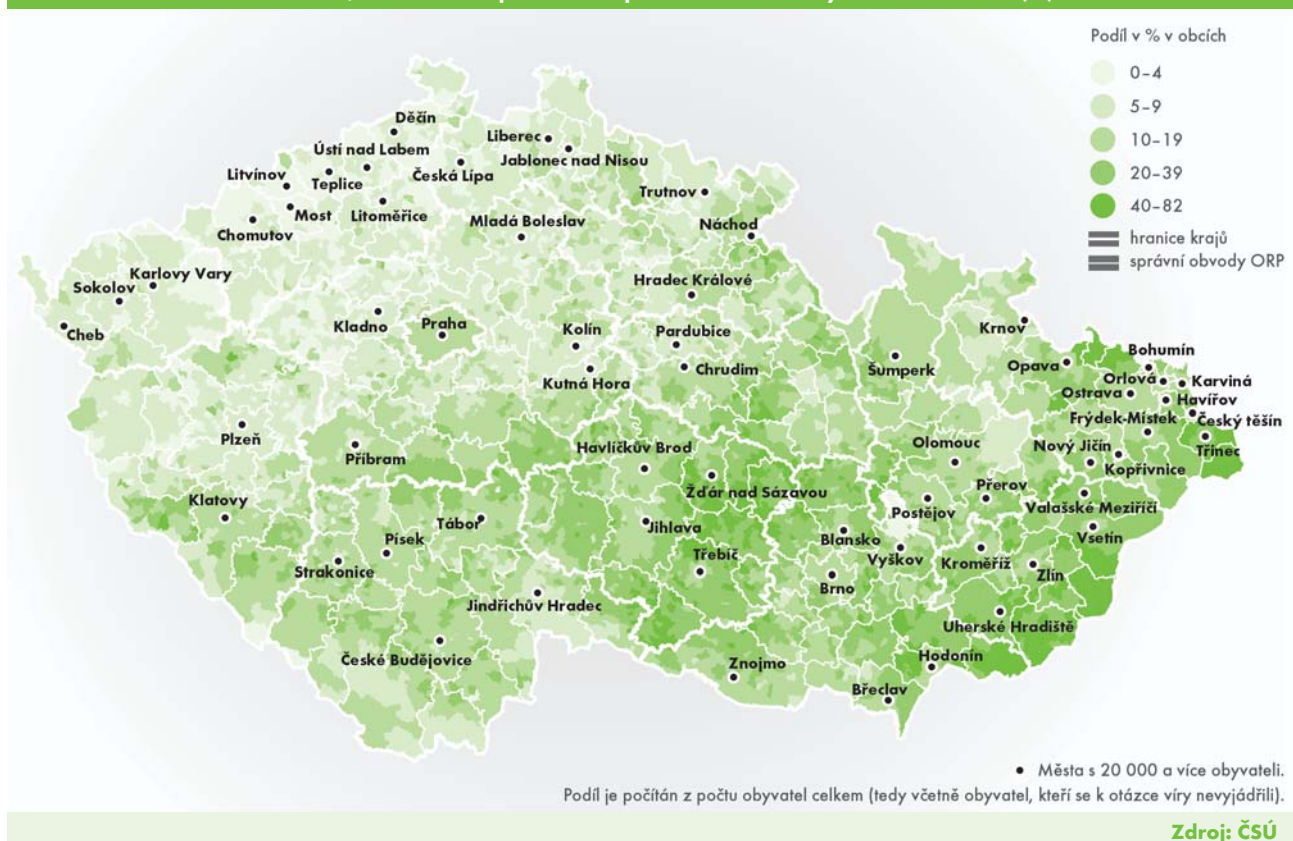 Podíl v % v obcích
0–4
5–9
10–19
20–39
40–82
hranice krajů
správní obvody ORP
Děčín
Ústí nad Labem
Liberec
Jablonec nad Nisou
Litvínov
Teplice
Česká Lípa
Trutnov
Most
Litoměřice
Chomutov
Mladá Boleslav
Náchod
Karlovy Vary
Sokolov
Hradec Králové
Cheb
Kladno
Praha
Kolín
Pardubice
Krnov
Kutná Hora
Chrudim
Šumperk
Opava
Bohumín
Orlová
Karviná
Ostrava
Havířov
Frýdek-Místek
Český těšín
Plzeň
Příbram
Havlíčkův Brod
Olomouc
Nový Jičín
Třinec
Kopřivnice
Žďár nad Sázavou
Přerov
Klatovy
Tábor
Postějov
Valašské Meziříčí
Písek
Jihlava
Blansko
Vsetín
Strakonice
Třebíč
Vyškov
Kroměříž
Zlín
Brno
Jindřichův Hradec
Uherské Hradiště
České Budějovice
Znojmo
Hodonín
Břeclav
Města s 20 000 a více obyvateli.
Podíl je počítán z počtu obyvatel celkem (tedy včetně obyvatel, kteří se k otázce víry nevyjádřili).
Zdroj: ČSÚ